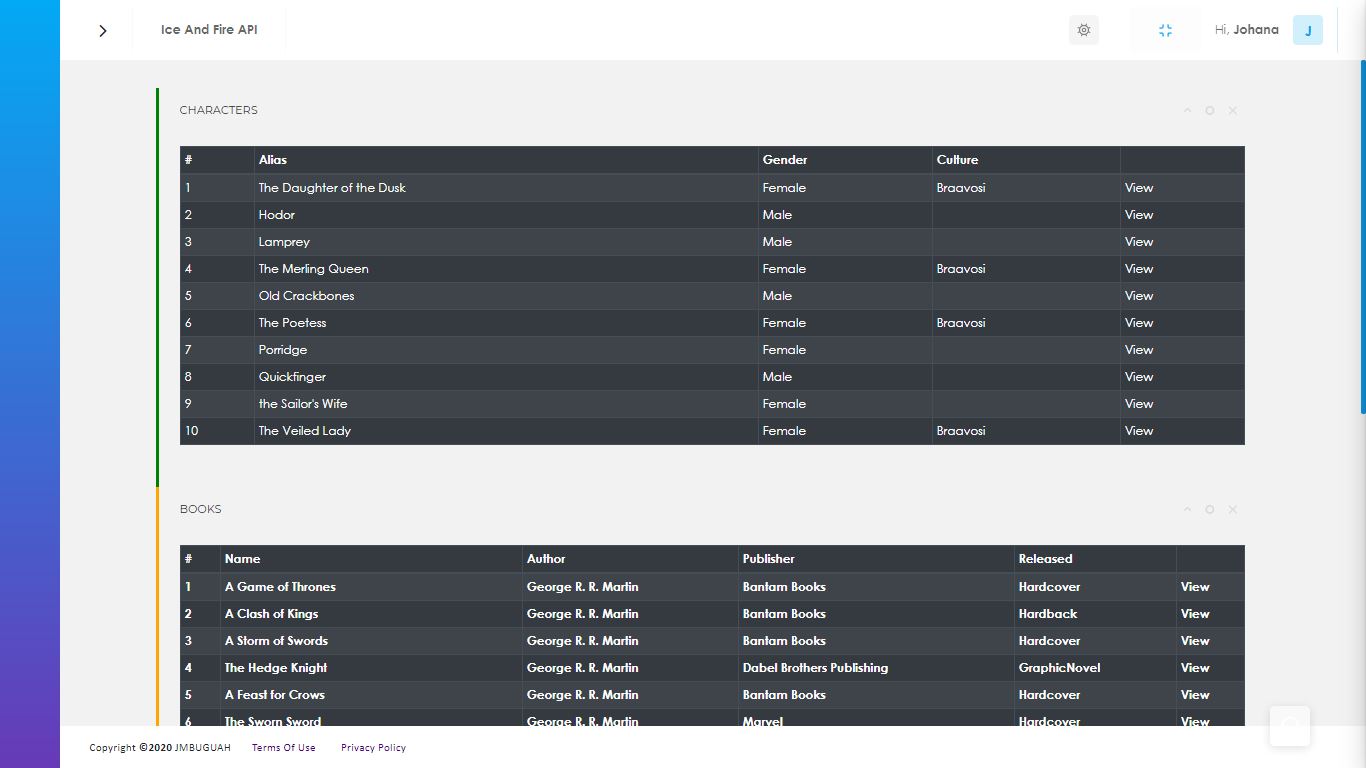 Ice And Fire API
Hi, Johana J
CHARACTERS
# Alias Gender Culture
1 The Daughter of the Dusk Female Braavosi View
2 Hodor Male View
3 Lamprey Male View
4 The Merling Queen Female Braavosi View
5 Old Crackbones Male View
6 The Poetess Female Braavosi View
7 Porridge Female View
8 Quickfinger Male View
9 the Sailor's Wife Female View
10 The Veiled Lady Female Braavosi View
BOOKS
# Name Author Publisher Released
1 A Game of Thrones George R. R. Martin Bantam Books Hardcover View
2 A Clash of Kings George R. R. Martin Bantam Books Hardback View
3 A Storm of Swords George R. R. Martin Bantam Books Hardcover View
4 The Hedge Knight George R. R. Martin Dabel Brothers Publishing GraphicNovel View
5 A Feast for Crows George R. R. Martin Bantam Books Hardcover View
6 The Sworn Sword George R. R. Martin Marvel Hardcover View
Copyright ©2020 JMBUGUAH Terms Of Use Privacy Policy